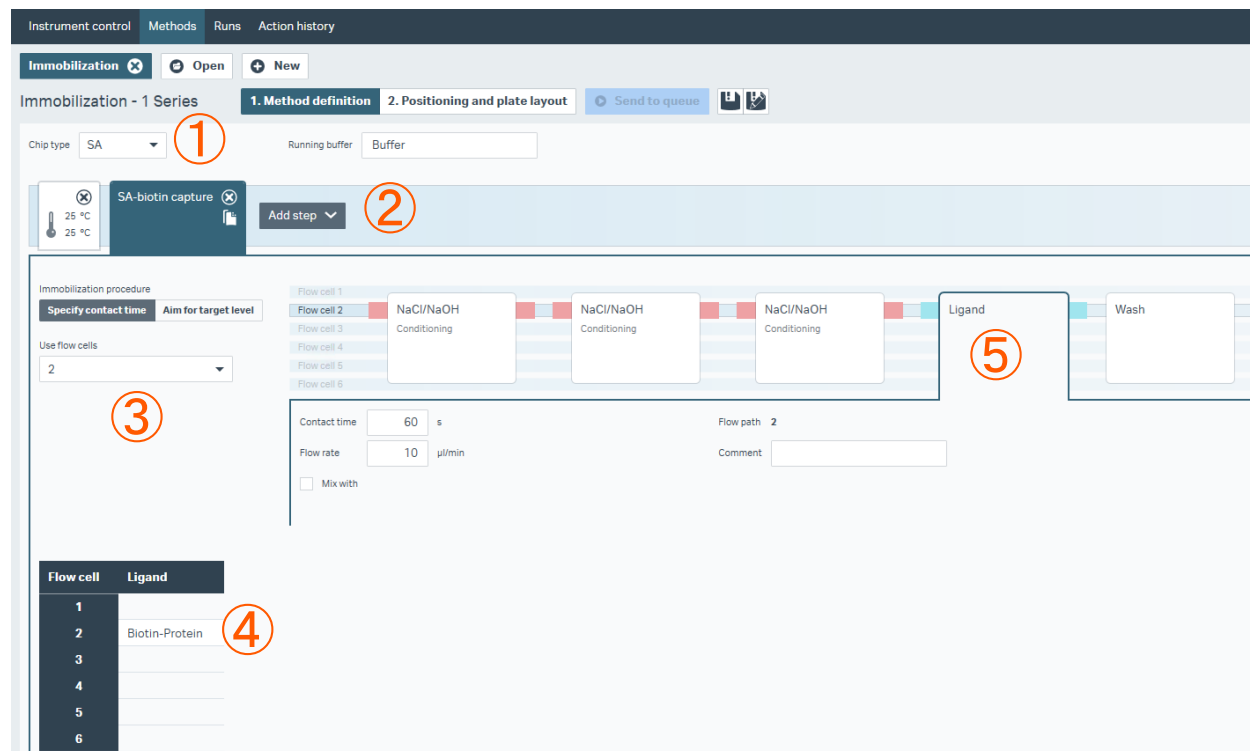 Instrument control Methods Runs Action history
Immobilization Open New
Immobilization - 1 Series 1. Method definition 2. Positioning and plate layout Send to queue
Chip type SA ① Running buffer Buffer
SA-biotin capture
25 °C
25 °C
Add step ②
Immobilization procedure
Specify contact time Aim for target level
Use flow cells
2
③
Flow cell 1
Flow cell 2
Flow cell 3
Flow cell 4
Flow cell 5
Flow cell 6
NaCl/NaOH
Conditioning
NaCl/NaOH
Conditioning
NaCl/NaOH
Conditioning
Ligand
⑤
Wash
Contact time 60 s Flow path 2
Flow rate 10 µl/min Comment
Mix with
Flow cell Ligand
1
2 Biotin-Protein ④
3
4
5
6